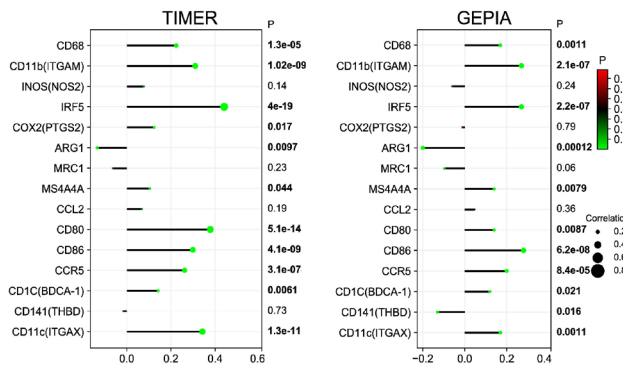 TIMER
P
CD68 1.3e-05
CD11b(ITGAM) 1.02e-09
INOS(NOS2) 0.14
IRF5 4e-19
COX2(PTGS2) 0.017
ARG1 0.0097
MRC1 0.23
MS4A4A 0.044
CCL2 0.19
CD80 5.1e-14
CD86 4.1e-09
CCR5 3.1e-07
CD1C(BDCA-1) 0.0061
CD141(THBD) 0.73
CD11c(ITGAX) 1.3e-11
0.0 0.2 0.4 0.6
GEPIA
P
CD68 0.0011
CD11b(ITGAM) 2.1e-07
INOS(NOS2) 0.24
IRF5 2.2e-07
COX2(PTGS2) 0.79
ARG1 0.00012
MRC1 0.06
MS4A4A 0.0079
CCL2 0.36
CD80 0.0087
CD86 6.2e-08
CCR5 8.4e-05
CD1C(BDCA-1) 0.021
CD141(THBD) 0.016
CD11c(ITGAX) 0.0011
−0.2 0.0 0.2 0.4
P